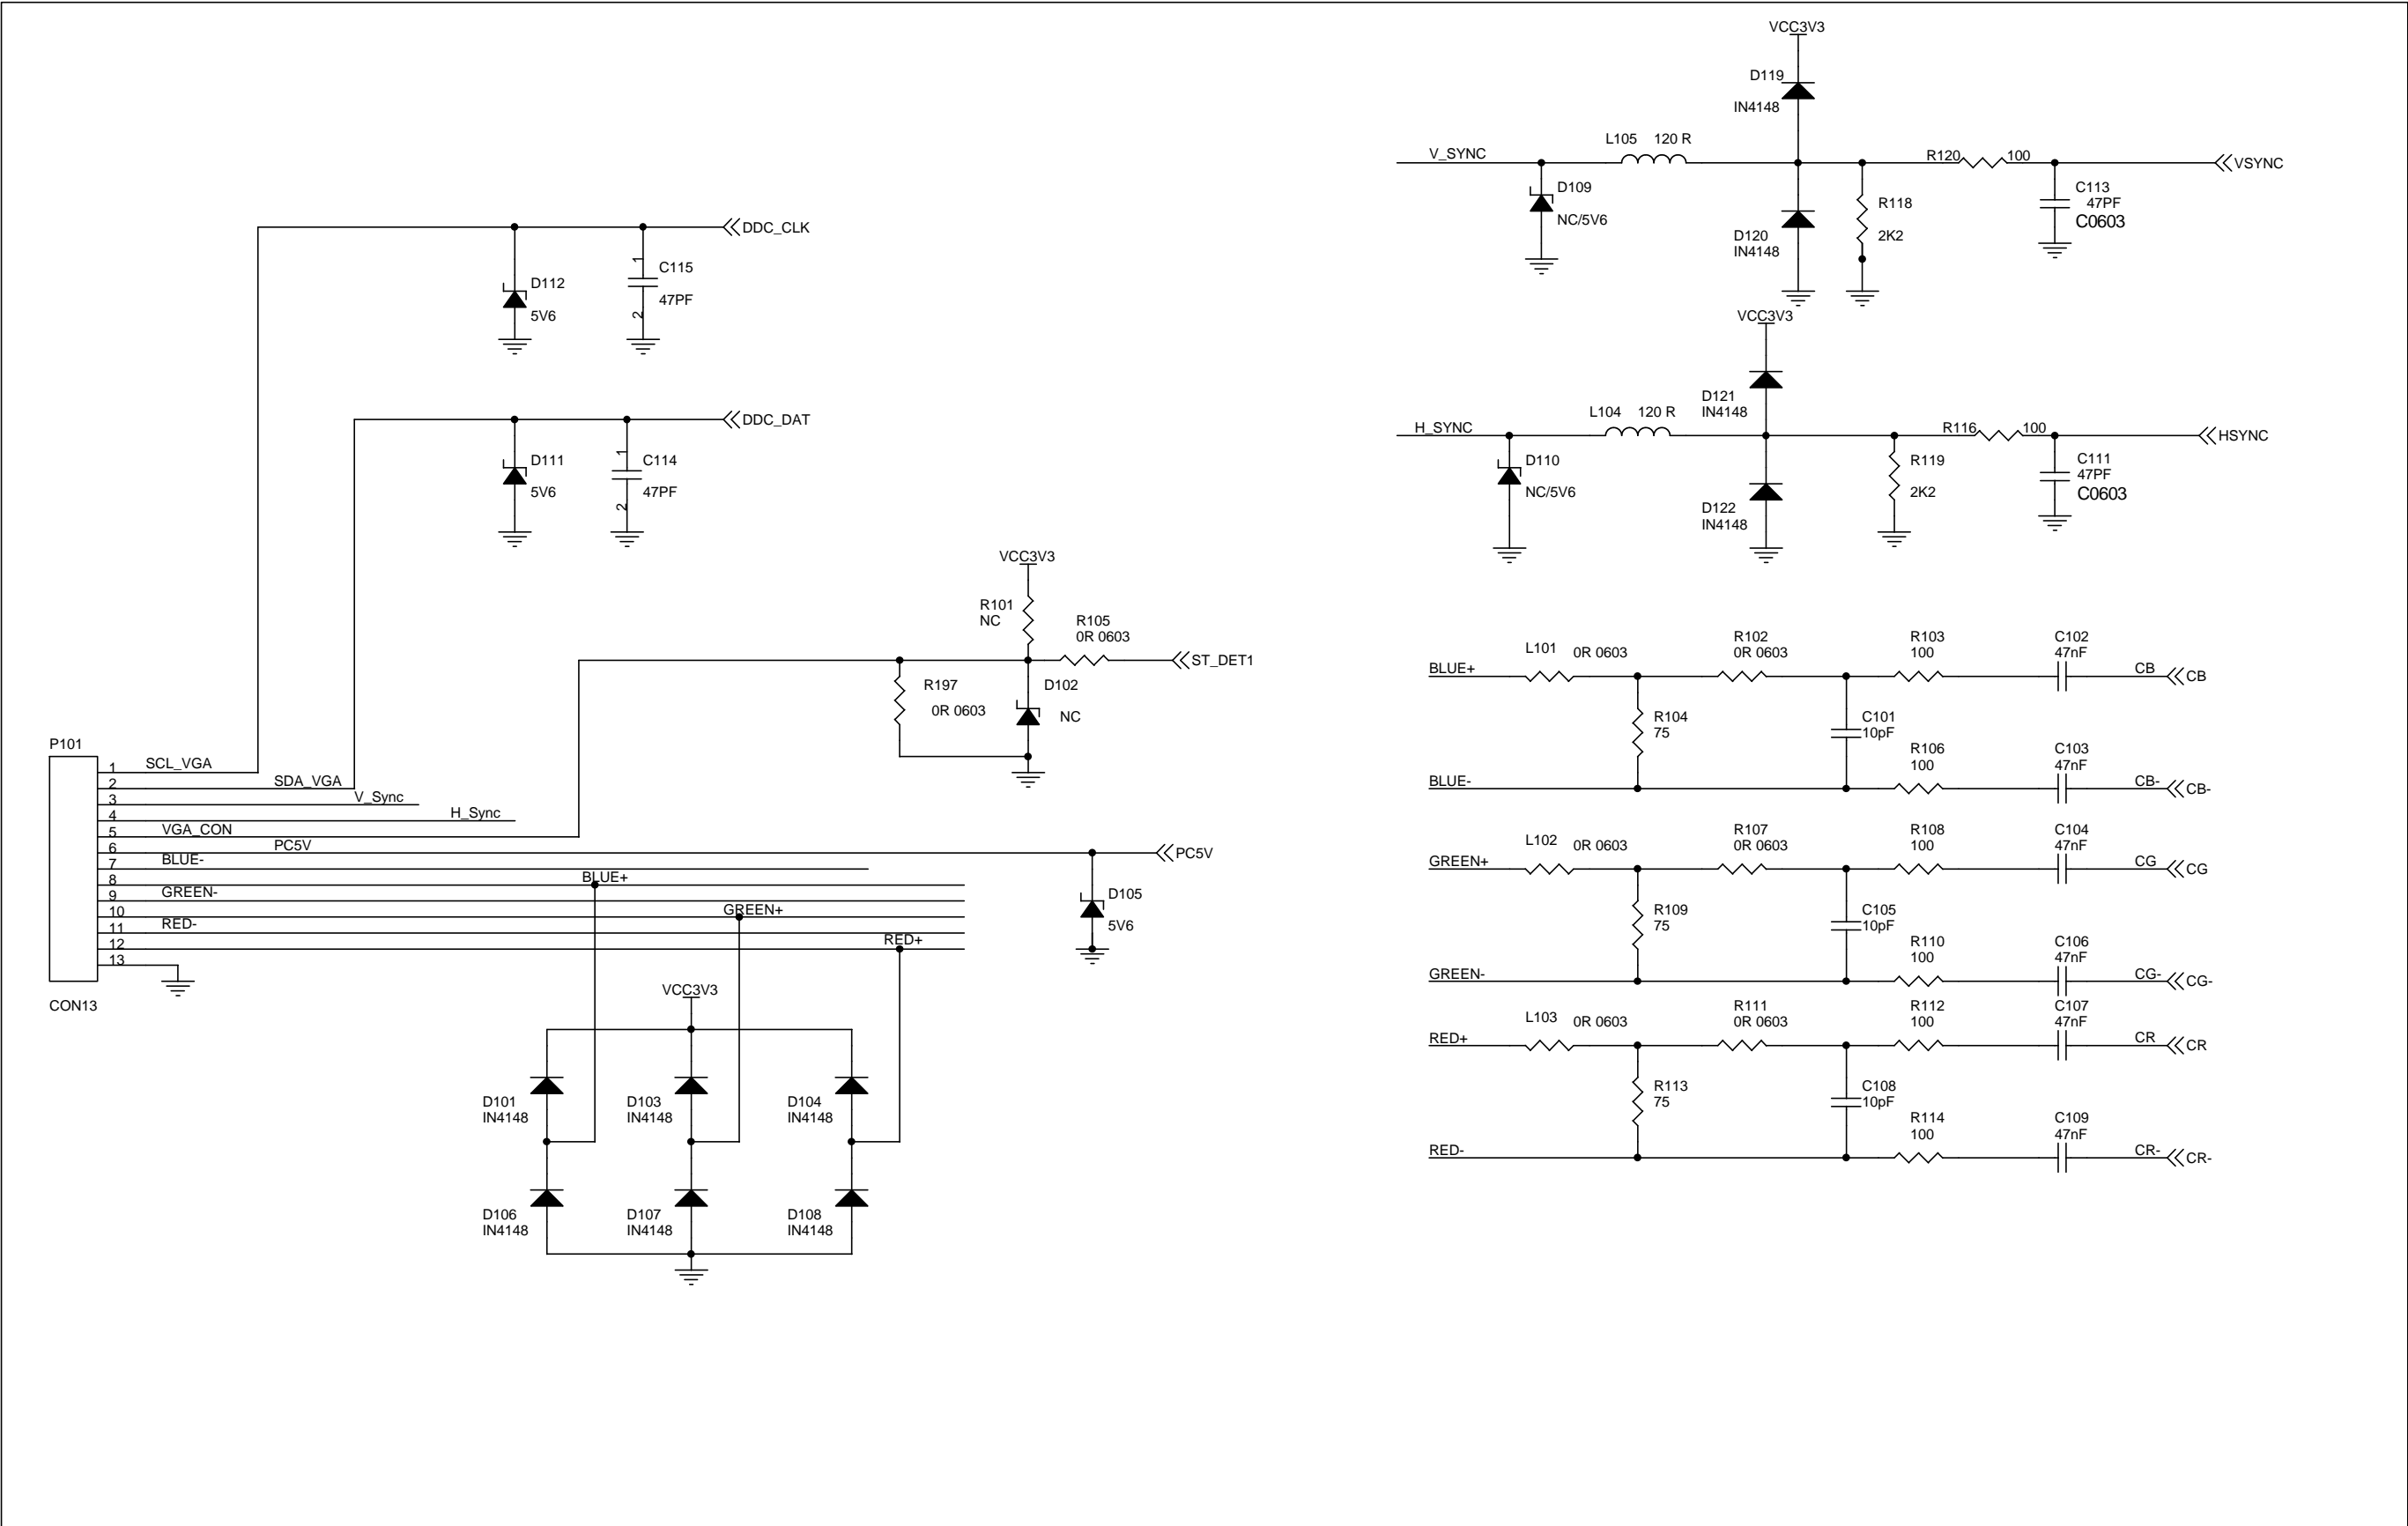 VCC3V3
D119
IN4148
L105 120 R
V_SYNC
R120 100
VSYNC
D109
NC/5V6
R118
2K2
C113
47PF
C0603
D120
IN4148
DDC_CLK
1
C115
47PF
2
D112
5V6
VCC3V3
D121
IN4148
L104 120 R
H_SYNC
R116 100
HSYNC
D110
NC/5V6
R119
2K2
C111
47PF
C0603
D122
IN4148
DDC_DAT
D111
5V6
1
C114
47PF
2
VCC3V3
R101
NC
R105
0R 0603
ST_DET1
R197
0R 0603
D102
NC
P101
1 SCL_VGA
2 SDA_VGA
3 V_Sync
4 H_Sync
5 VGA_CON
6 PC5V
7 BLUE-
8 BLUE+
9 GREEN-
10 GREEN+
11 RED-
12 RED+
13
CON13
PC5V
D105
5V6
VCC3V3
D101
IN4148
D103
IN4148
D104
IN4148
D106
IN4148
D107
IN4148
D108
IN4148
L101 0R 0603
R102
0R 0603
R103
100
C102
47nF
BLUE+
CB
CB
R104
75
C101
10pF
R106
100
C103
47nF
BLUE-
CB-
CB-
L102 0R 0603
R107
0R 0603
R108
100
C104
47nF
GREEN+
CG
CG
R109
75
C105
10pF
R110
100
C106
47nF
GREEN-
CG-
CG-
L103 0R 0603
R111
0R 0603
R112
100
C107
47nF
RED+
CR
CR
R113
75
C108
10pF
R114
100
C109
47nF
RED-
CR-
CR-